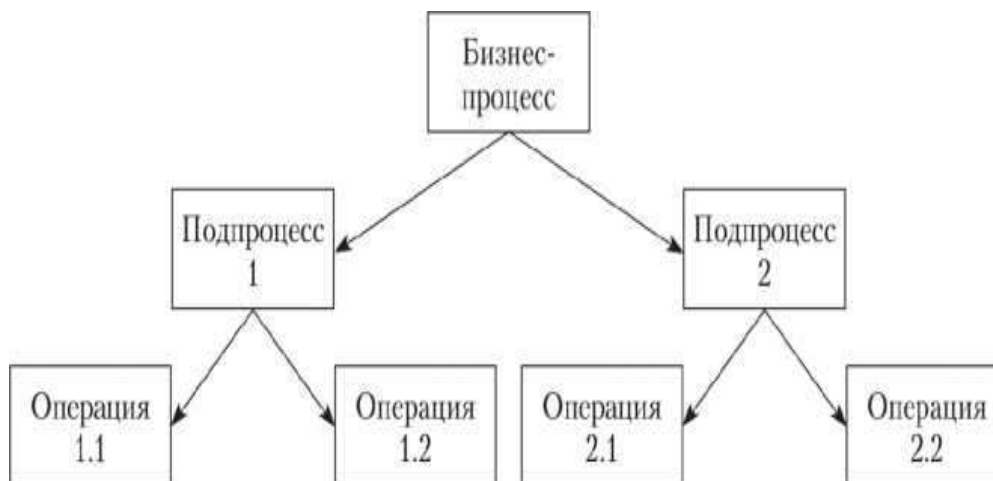 Бизнес-
процесс
Подпроцесс
1
Подпроцесс
2
Операция
1.1
Операция
1.2
Операция
2.1
Операция
2.2